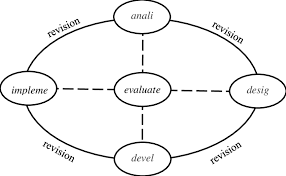 anali
revision
revision
impleme
evaluate
desig
revision
revision
devel